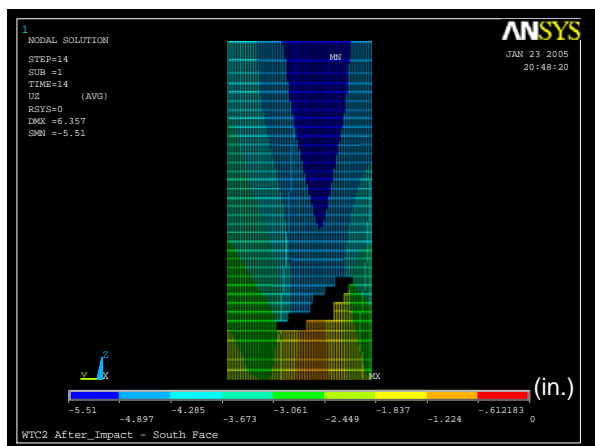 1
NODAL SOLUTION
STEP=14
SUB =1
TIME=14
UZ (AVG)
RSYS=0
DMX =6.357
SMN =-5.51
ANSYS
JAN 23 2005
20:48:20
MN
MX
Z
Y X
(in.)
-5.51 -4.285 -3.061 -1.837 -.612183
-4.897 -3.673 -2.449 -1.224 0
WTC2 After_Impact - South Face